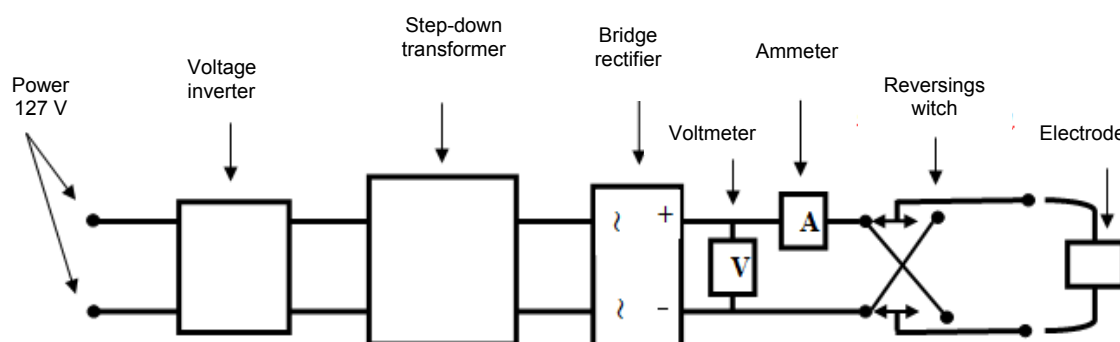 Power
127 V
Voltage
inverter
Step-down
transformer
Bridge
rectifier
Voltmeter
Ammeter
Reversings
witch
Electrode
~
+
A
V
~
−